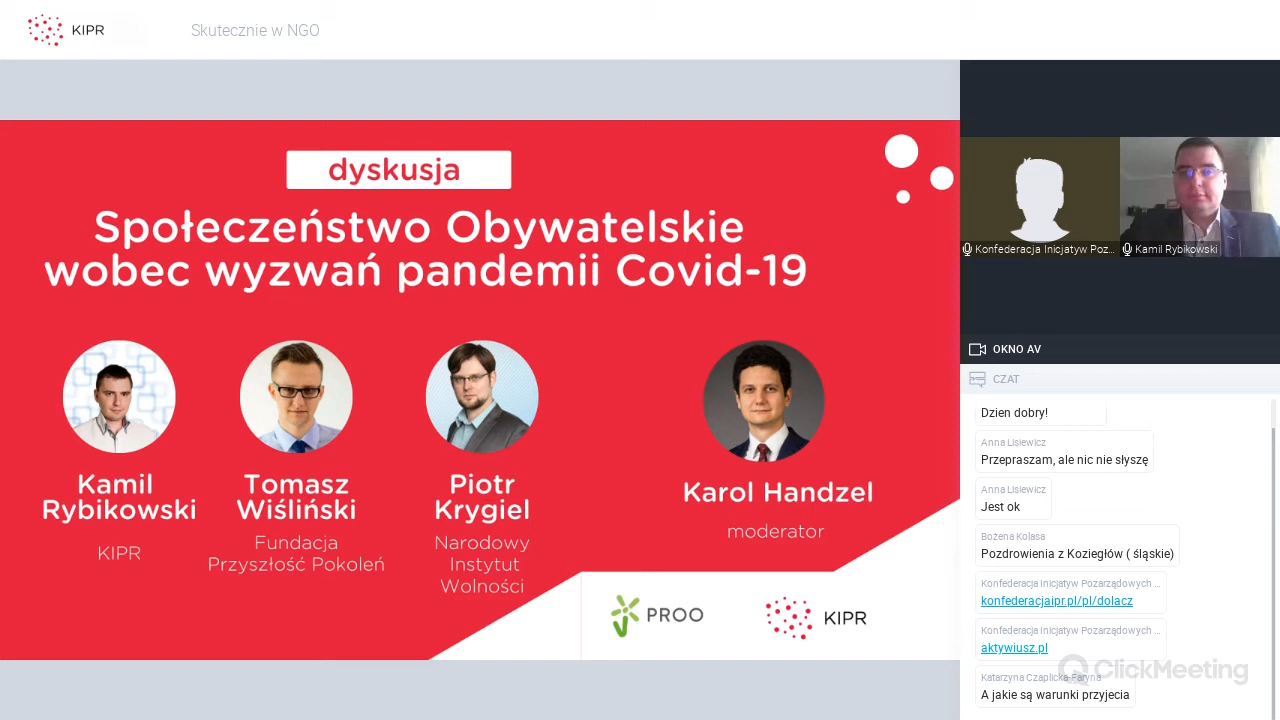 KIPR
Skutecznie w NGO
dyskusja
Społeczeństwo Obywatelskie
wobec wyzwań pandemii Covid-19
Kamil
Rybikowski
KIPR
Tomasz
Wiśliński
Fundacja
Przyszłość Pokoleń
Piotr
Krygiel
Narodowy
Instytut
Wolności
Karol Handzel
moderator
PROO
KIPR
Konfederacja Inicjatyw Poz...
Kamil Rybikowski
OKNO AV
CZAT
Dzien dobry!
Anna Lisiewicz
Przepraszam, ale nic nie słyszę
Anna Lisiewicz
Jest ok
Bożena Kolasa
Pozdrowienia z Koziegłów ( śląskie)
Konfederacja Inicjatyw Pozarządowych ...
konfederacjaipr.pl/pl/dolacz
Konfederacja Inicjatyw Pozarządowych ...
aktywiusz.pl
Katarzyna Czaplicka-Faryna
A jakie są warunki przyjecia
ClickMeeting